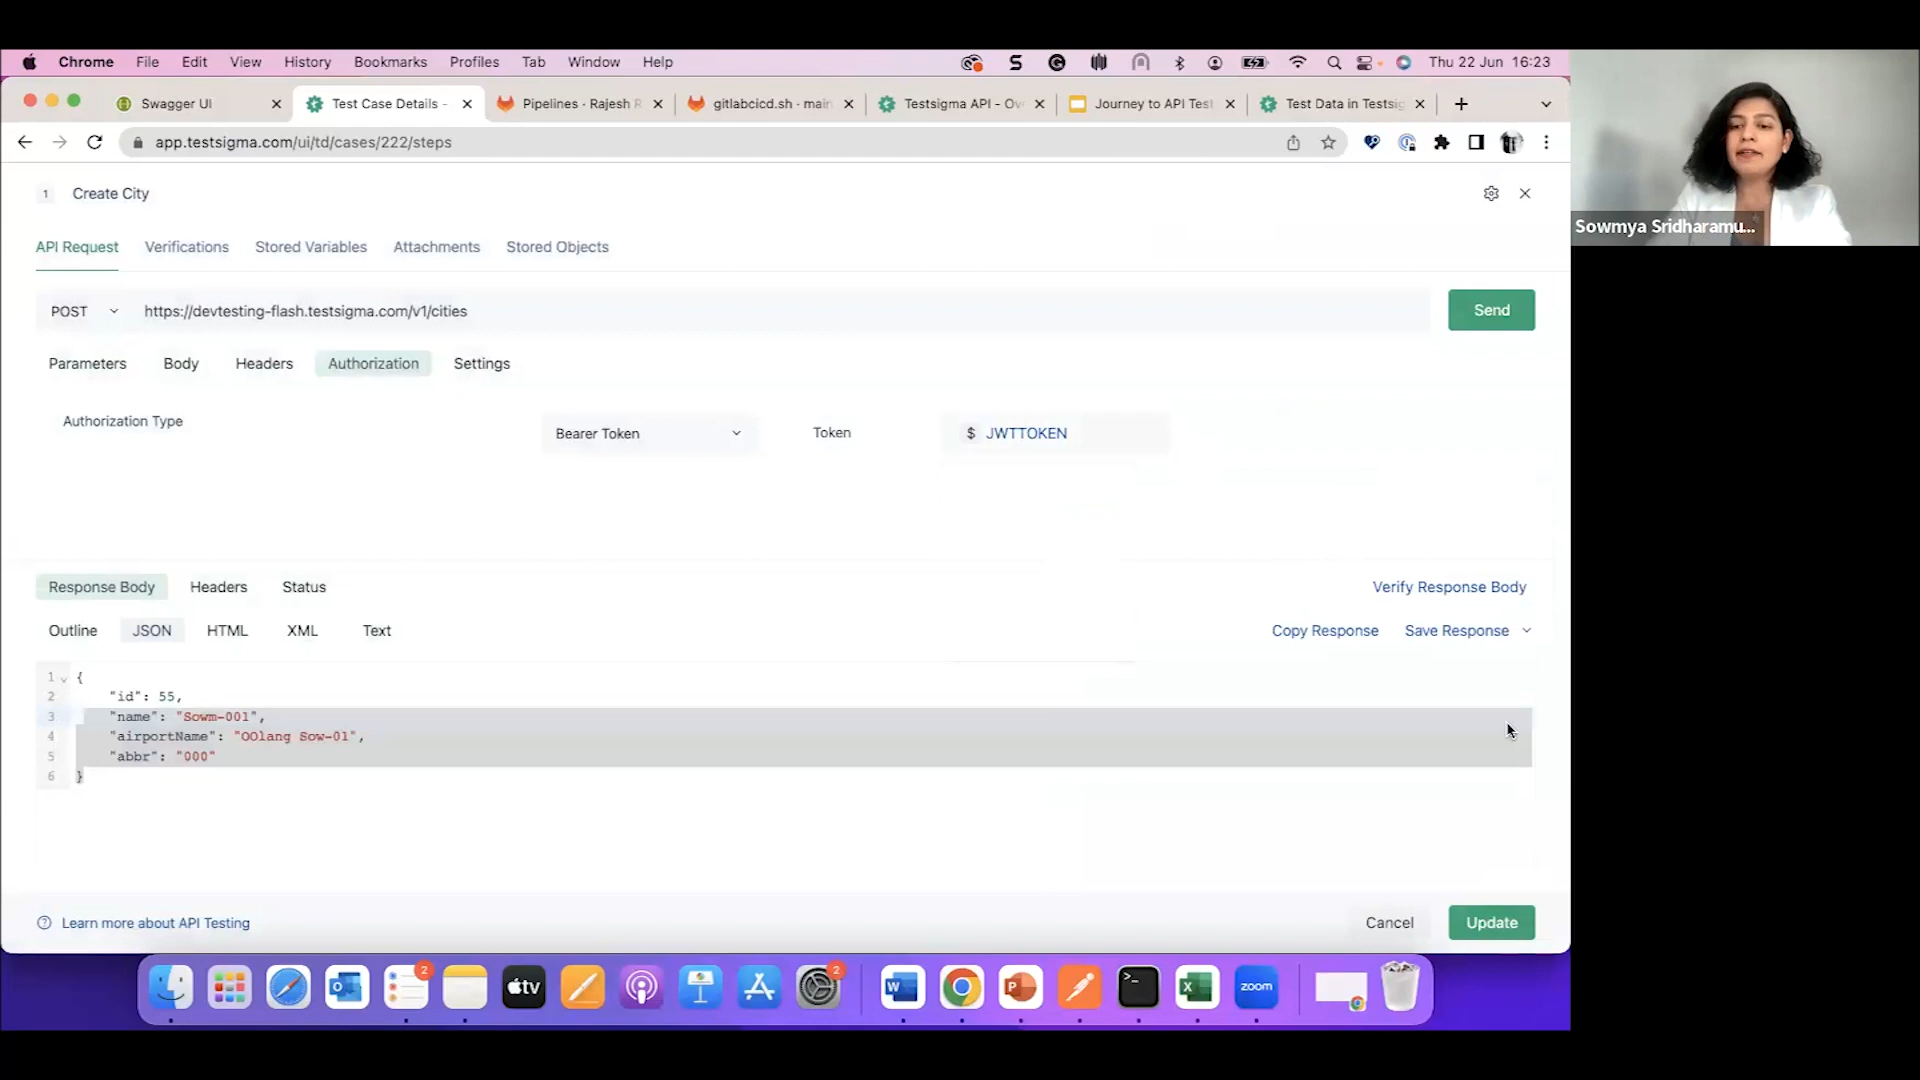 Chrome File Edit View History Bookmarks Profiles Tab Window Help Thu 22 Jun 16:23
Swagger UI Test Case Details - Pipelines · Rajesh R gitlabcicd.sh · main Testsigma API - Ov Journey to API Test Test Data in Testsig
app.testsigma.com/ui/td/cases/222/steps
Sowmya Sridharamu...
1 Create City
API Request Verifications Stored Variables Attachments Stored Objects
POST https://devtesting-flash.testsigma.com/v1/cities Send
Parameters Body Headers Authorization Settings
Authorization Type Bearer Token Token $ JWTTOKEN
Response Body Headers Status Verify Response Body
Outline JSON HTML XML Text Copy Response Save Response
1 {
2 "id": 55,
3 "name": "Sowm-001",
4 "airportName": "OOlang Sow-01",
5 "abbr": "000"
6 }
Learn more about API Testing Cancel Update
2 tv 2 W P >_ X zoom